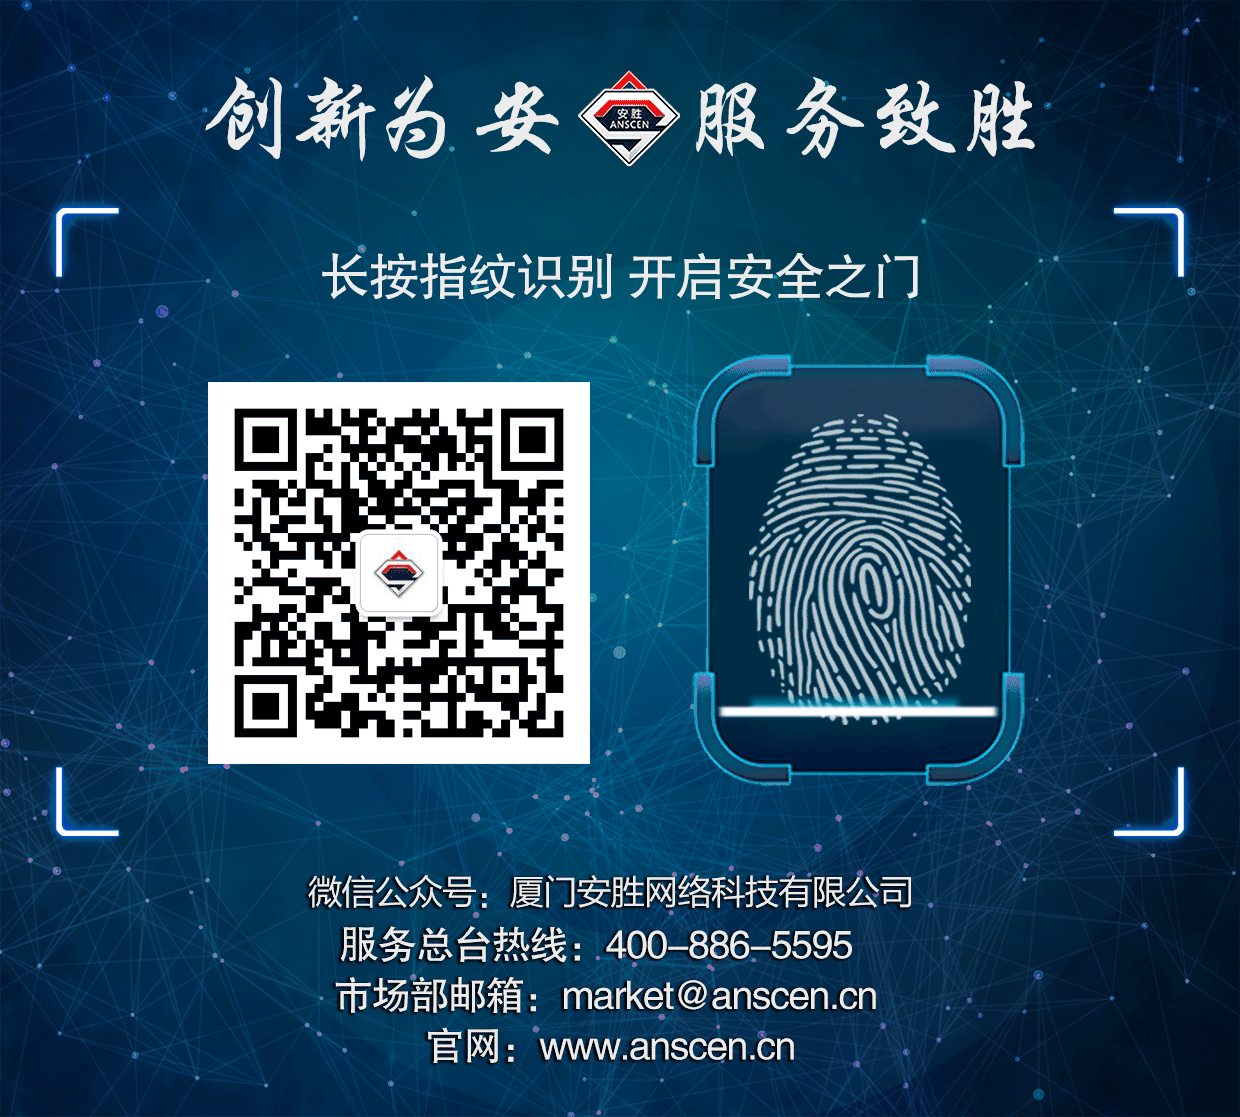 创新为安 安胜 ANSCEN 服务致胜
长按指纹识别 开启安全之门
微信公众号：厦门安胜网络科技有限公司
服务总台热线：400-886-5595
市场部邮箱：market@anscen.cn
官网：www.anscen.cn